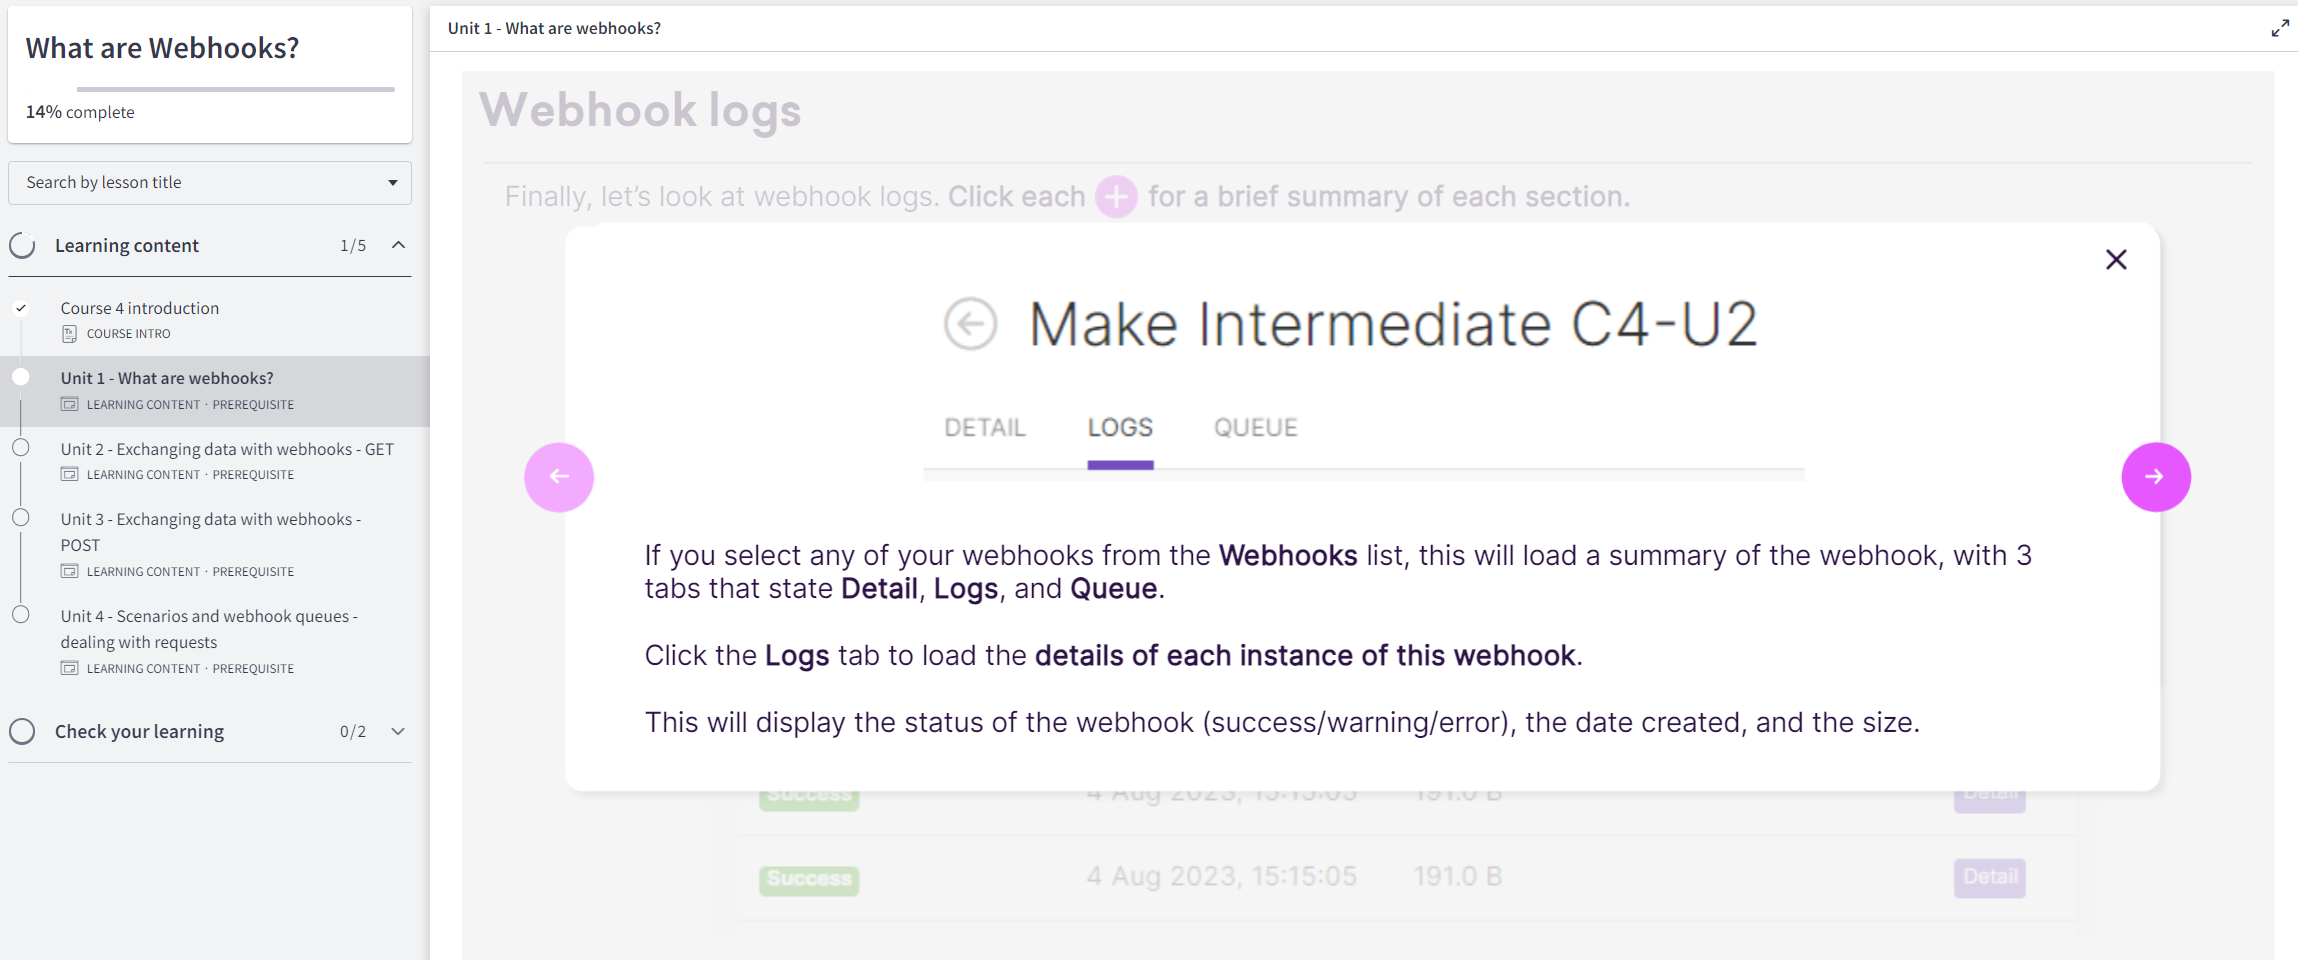 What are Webhooks?
14% complete
Search by lesson title
Learning content 1/5
Course 4 introduction
COURSE INTRO
Unit 1 - What are webhooks?
LEARNING CONTENT · PREREQUISITE
Unit 2 - Exchanging data with webhooks - GET
LEARNING CONTENT · PREREQUISITE
Unit 3 - Exchanging data with webhooks -
POST
LEARNING CONTENT · PREREQUISITE
Unit 4 - Scenarios and webhook queues -
dealing with requests
LEARNING CONTENT · PREREQUISITE
Check your learning 0/2
Unit 1 - What are webhooks?
Webhook logs
Finally, let’s look at webhook logs. Click each + for a brief summary of each section.
Make Intermediate C4-U2
DETAIL LOGS QUEUE
If you select any of your webhooks from the Webhooks list, this will load a summary of the webhook, with 3
tabs that state Detail, Logs, and Queue.
Click the Logs tab to load the details of each instance of this webhook.
This will display the status of the webhook (success/warning/error), the date created, and the size.
Success 4 Aug 2023, 15:15:05 191.0 B Detail
Success 4 Aug 2023, 15:15:05 191.0 B Detail